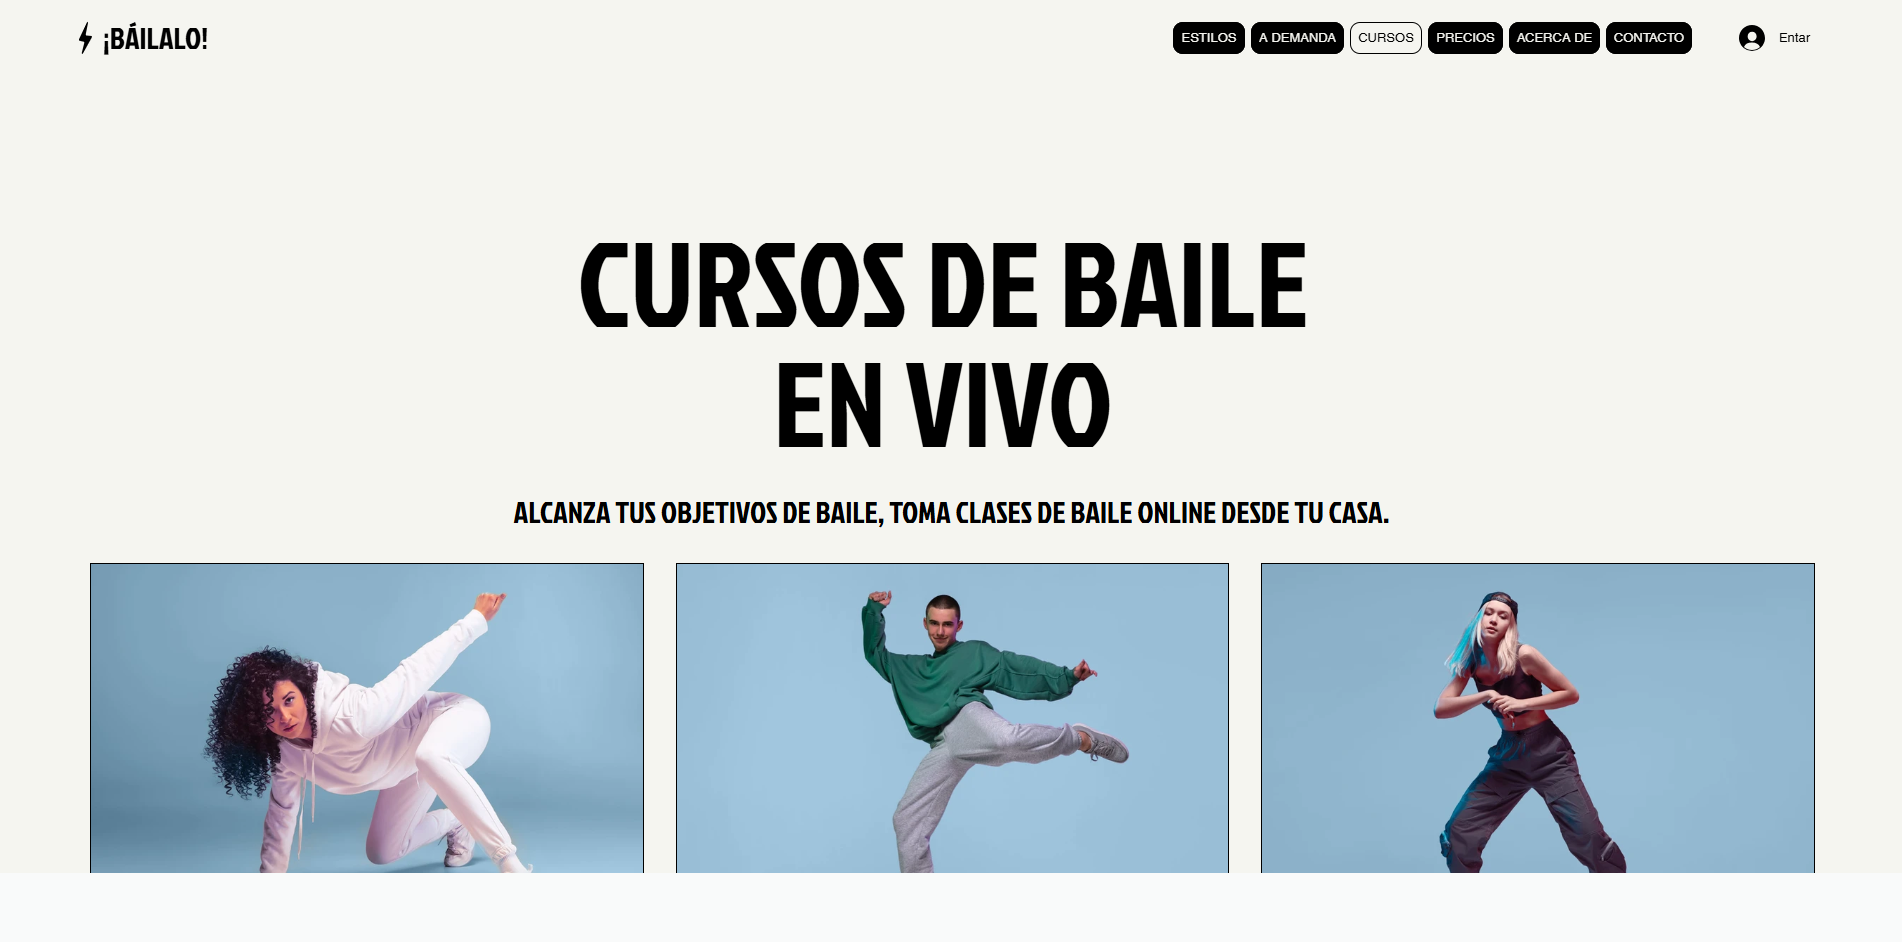 ¡BÁILALO!
ESTILOS A DEMANDA CURSOS PRECIOS ACERCA DE CONTACTO Entar
CURSOS DE BAILE
EN VIVO
ALCANZA TUS OBJETIVOS DE BAILE, TOMA CLASES DE BAILE ONLINE DESDE TU CASA.